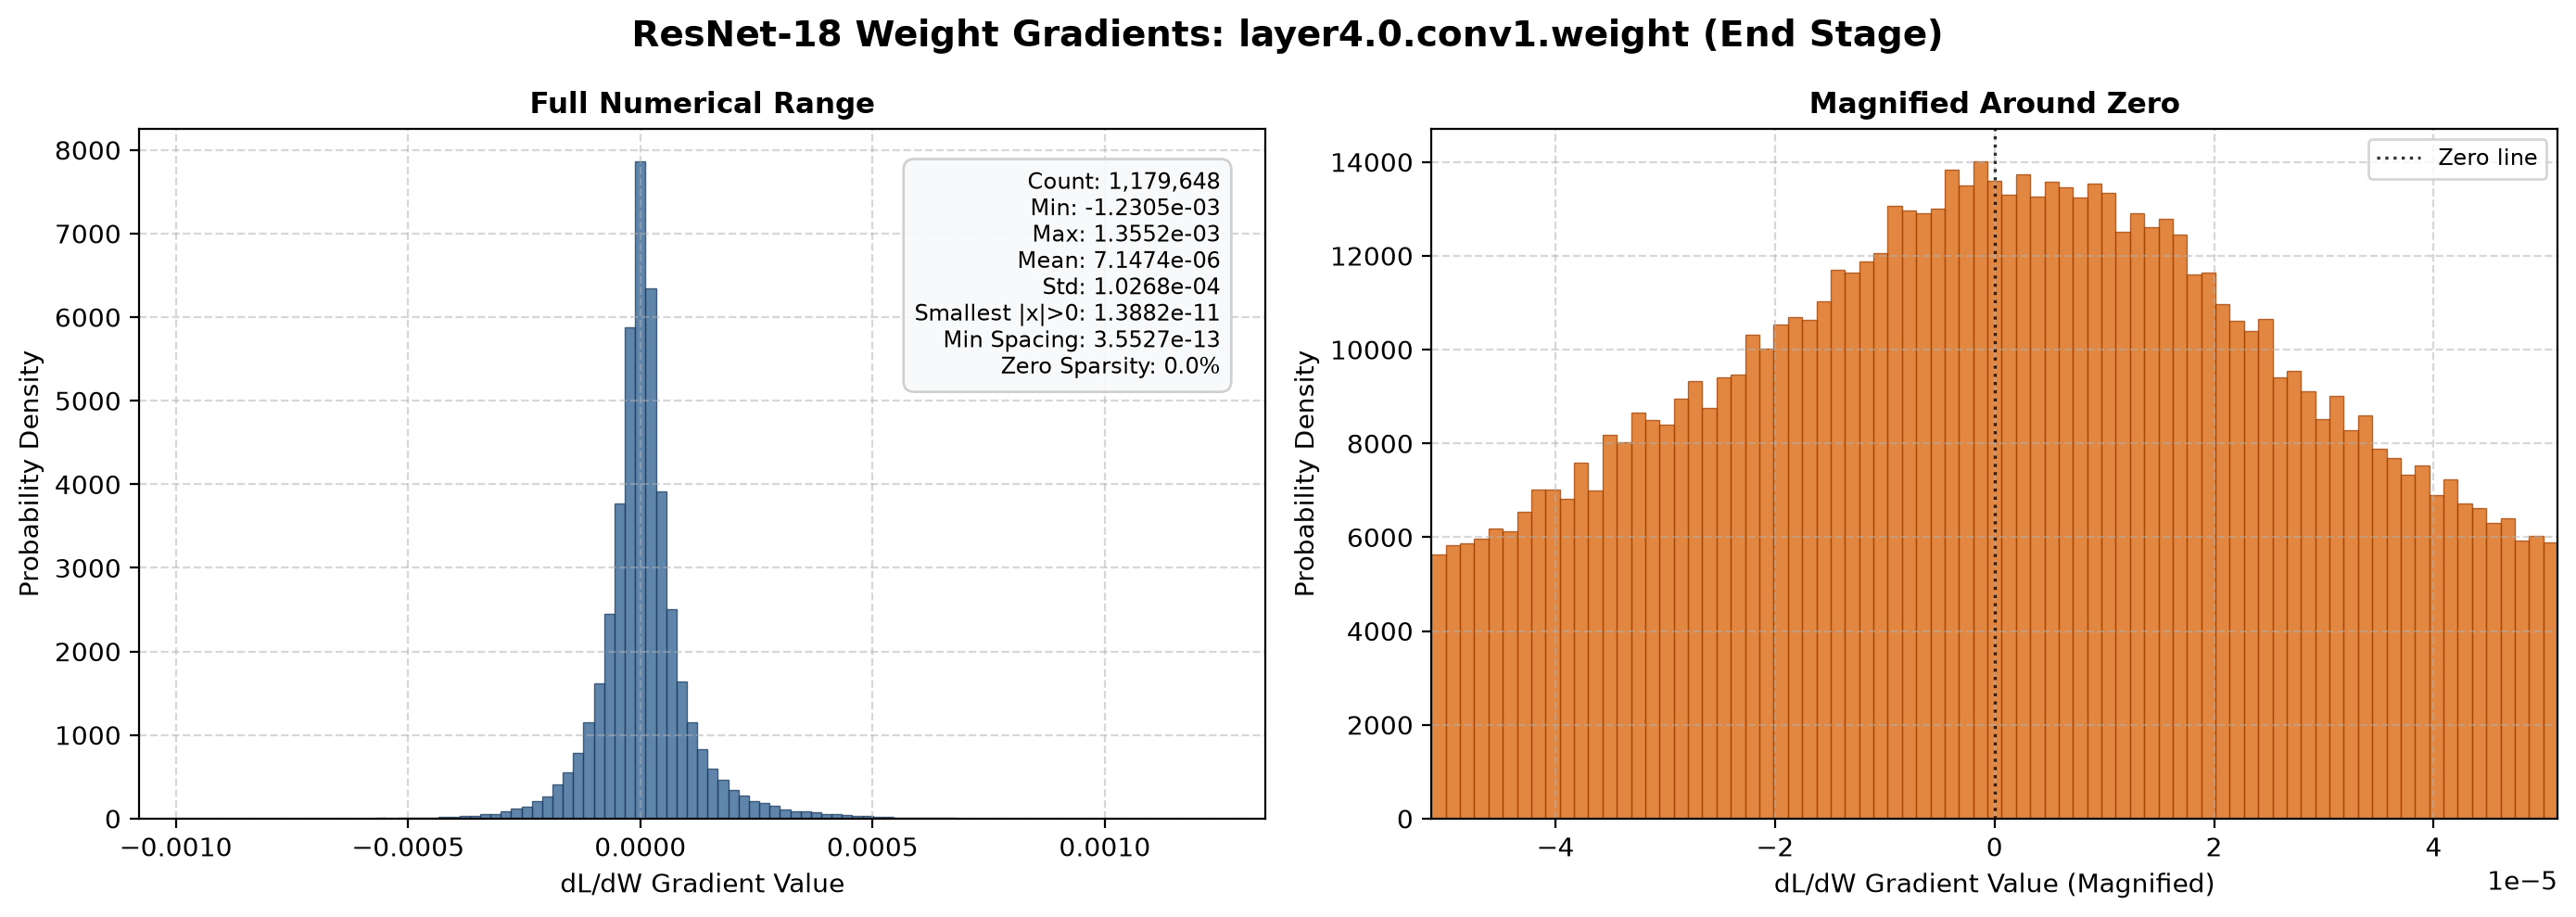 ResNet-18 Weight Gradients: layer4.0.conv1.weight (End Stage)
Full Numerical Range
Probability Density
8000
7000
6000
5000
4000
3000
2000
1000
0
Count: 1,179,648
Min: -1.2305e-03
Max: 1.3552e-03
Mean: 7.1474e-06
Std: 1.0268e-04
Smallest |x|>0: 1.3882e-11
Min Spacing: 3.5527e-13
Zero Sparsity: 0.0%
−0.0010 −0.0005 0.0000 0.0005 0.0010
dL/dW Gradient Value
Magnified Around Zero
Probability Density
14000
12000
10000
8000
6000
4000
2000
0
Zero line
−4 −2 0 2 4
1e−5
dL/dW Gradient Value (Magnified)